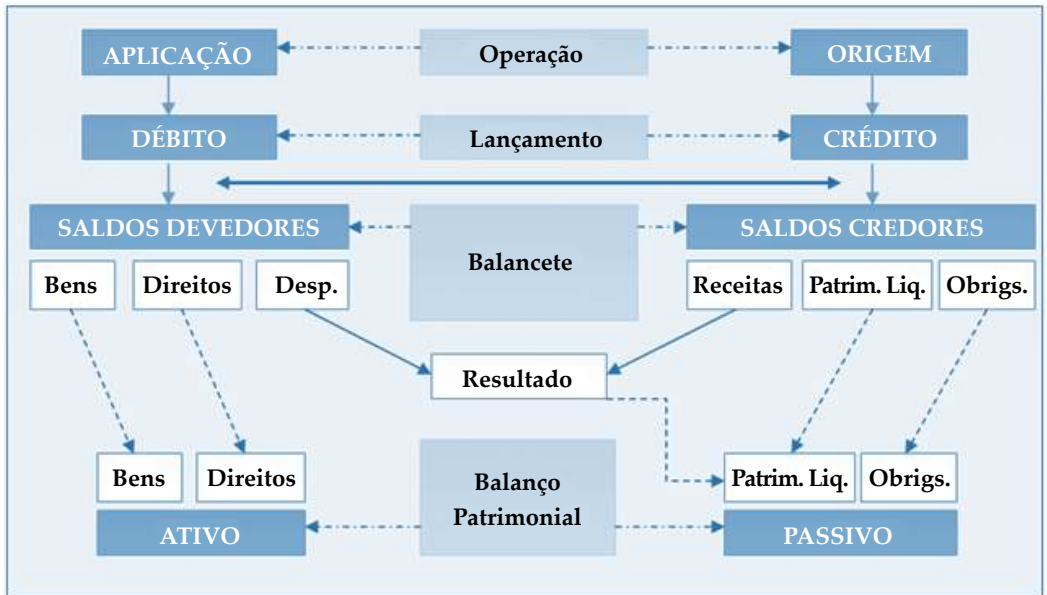 APLICAÇÃO
Operação
ORIGEM
DÉBITO
Lançamento
CRÉDITO
SALDOS DEVEDORES
Balancete
SALDOS CREDORES
Bens
Direitos
Desp.
Receitas
Patrim. Liq.
Obrigs.
Resultado
Bens
Direitos
Balanço
Patrimonial
Patrim. Liq.
Obrigs.
ATIVO
PASSIVO